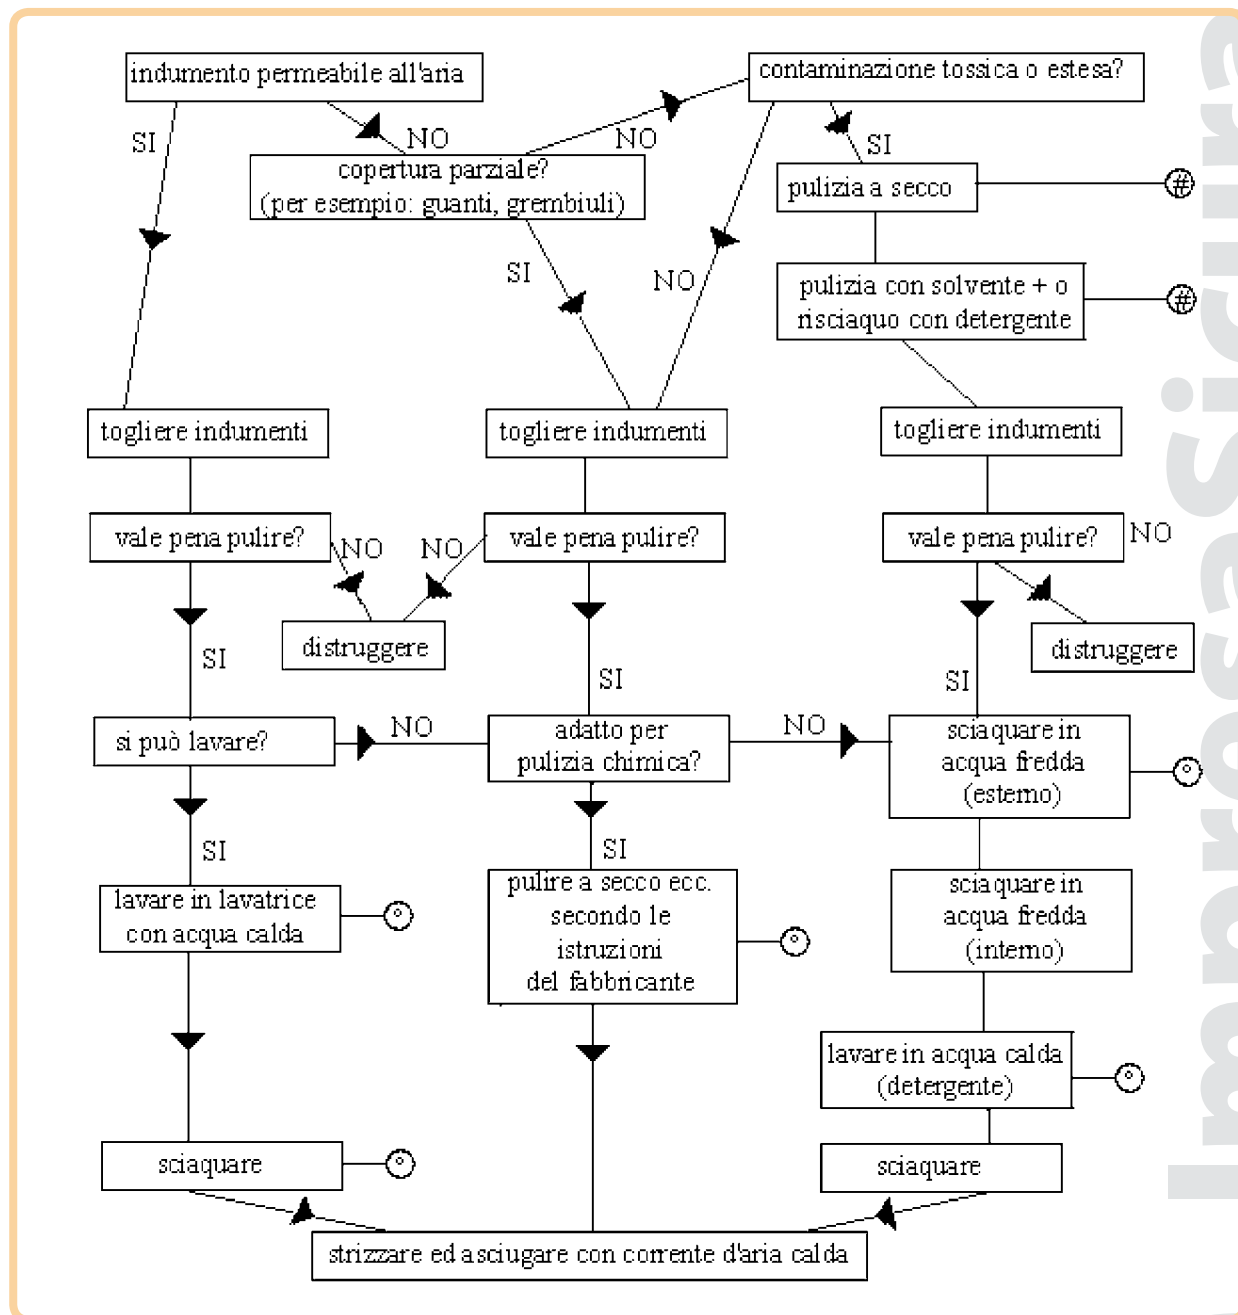 indumento permeabile all'aria
contaminazione tossica o estesa?
SI
NO
NO
SI
copertura parziale?
(per esempio: guanti, grembiuli)
pulizia a secco
#
SI
NO
pulizia con solvente + o
risciaquo con detergente
#
togliere indumenti
togliere indumenti
togliere indumenti
vale pena pulire?
NO
NO
vale pena pulire?
vale pena pulire?
NO
distruggere
distruggere
SI
SI
SI
si può lavare?
NO
adatto per
pulizia chimica?
NO
sciaquare in
acqua fredda
(esterno)
°
SI
SI
lavare in lavatrice
con acqua calda
°
pulire a secco ecc.
secondo le
istruzioni
del fabbricante
°
sciaquare in
acqua fredda
(interno)
lavare in acqua calda
(detergente)
°
sciaquare
°
sciaquare
strizzare ed asciugare con corrente d'aria calda
ImpresaSicura